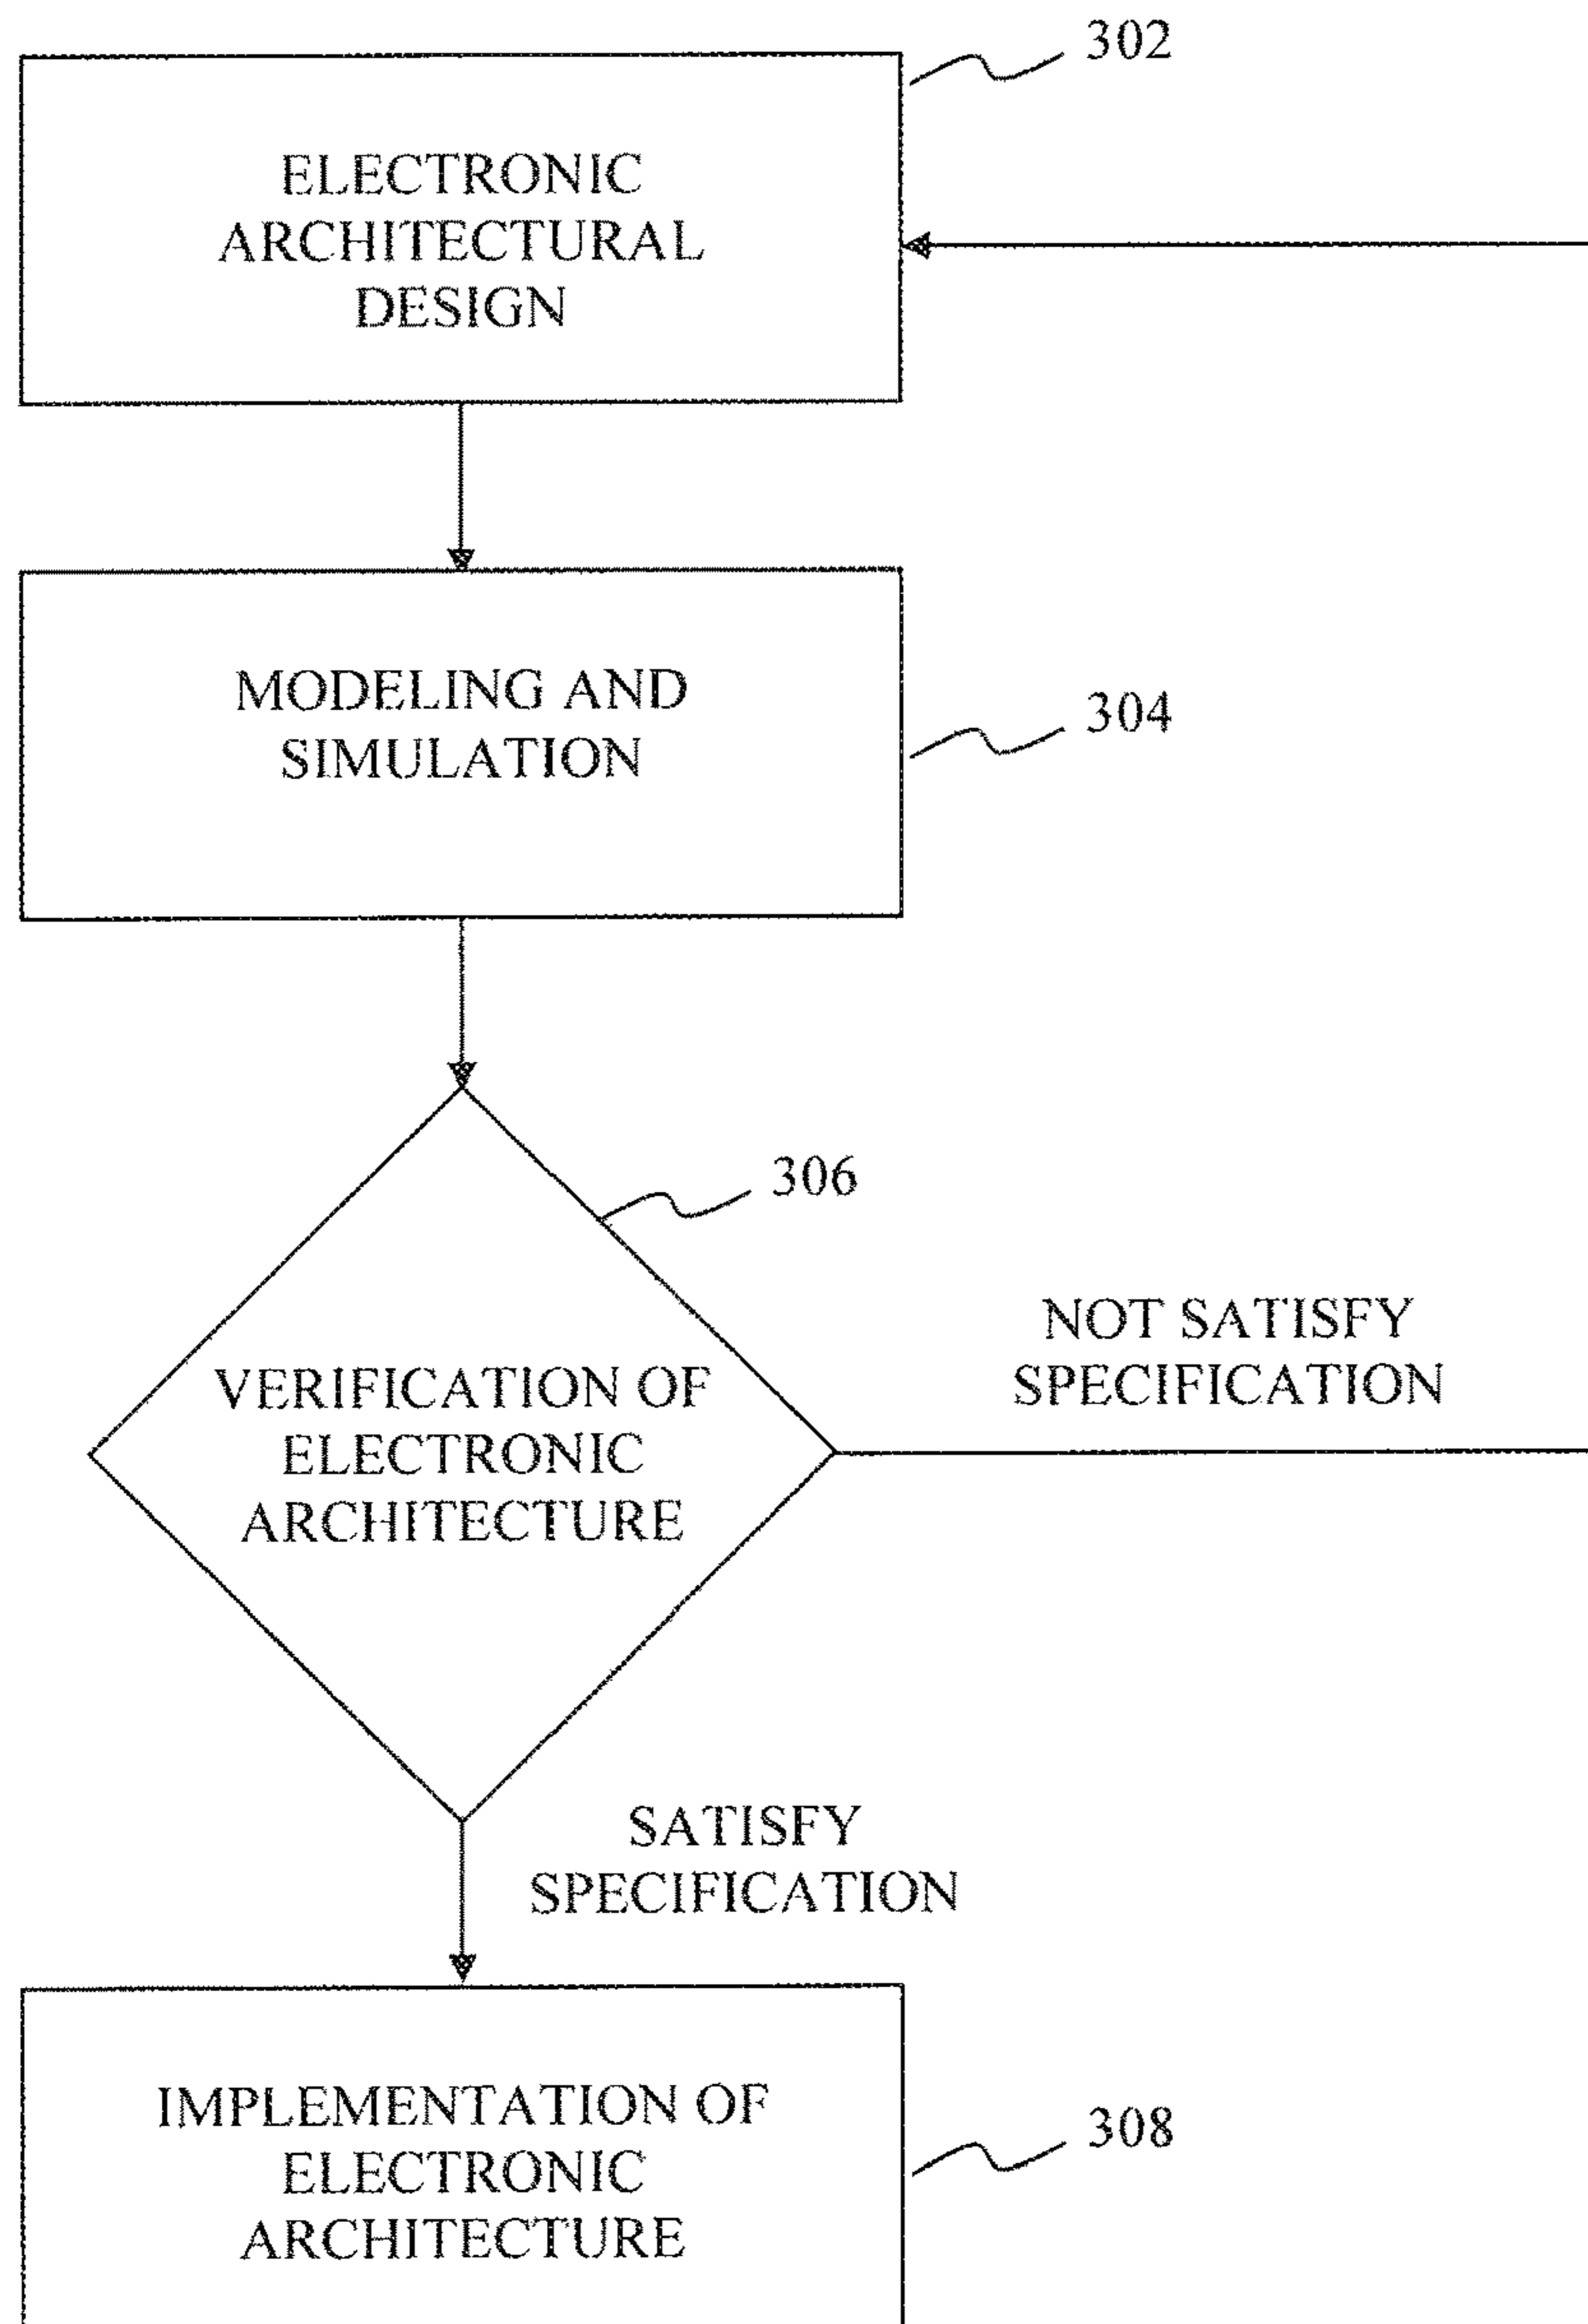 302
ELECTRONIC
ARCHITECTURAL
DESIGN
MODELING AND
SIMULATION
304
306
VERIFICATION OF
ELECTRONIC
ARCHITECTURE
NOT SATISFY
SPECIFICATION
SATISFY
SPECIFICATION
IMPLEMENTATION OF
ELECTRONIC
ARCHITECTURE
308